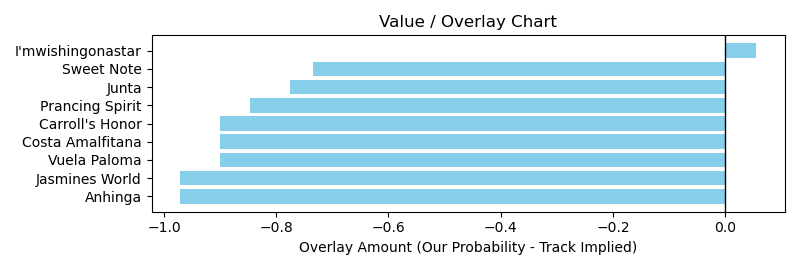 Value / Overlay Chart
I'mwishingonastar
Sweet Note
Junta
Prancing Spirit
Carroll's Honor
Costa Amalfitana
Vuela Paloma
Jasmines World
Anhinga
−1.0 −0.8 −0.6 −0.4 −0.2 0.0
Overlay Amount (Our Probability - Track Implied)